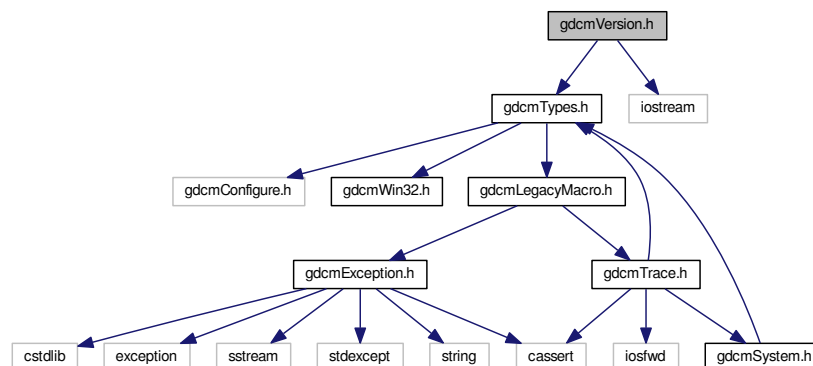 gdcmVersion.h
gdcmTypes.h
iostream
gdcmConfigure.h
gdcmWin32.h
gdcmLegacyMacro.h
gdcmException.h
gdcmTrace.h
cstdlib
exception
sstream
stdexcept
string
cassert
iosfwd
gdcmSystem.h